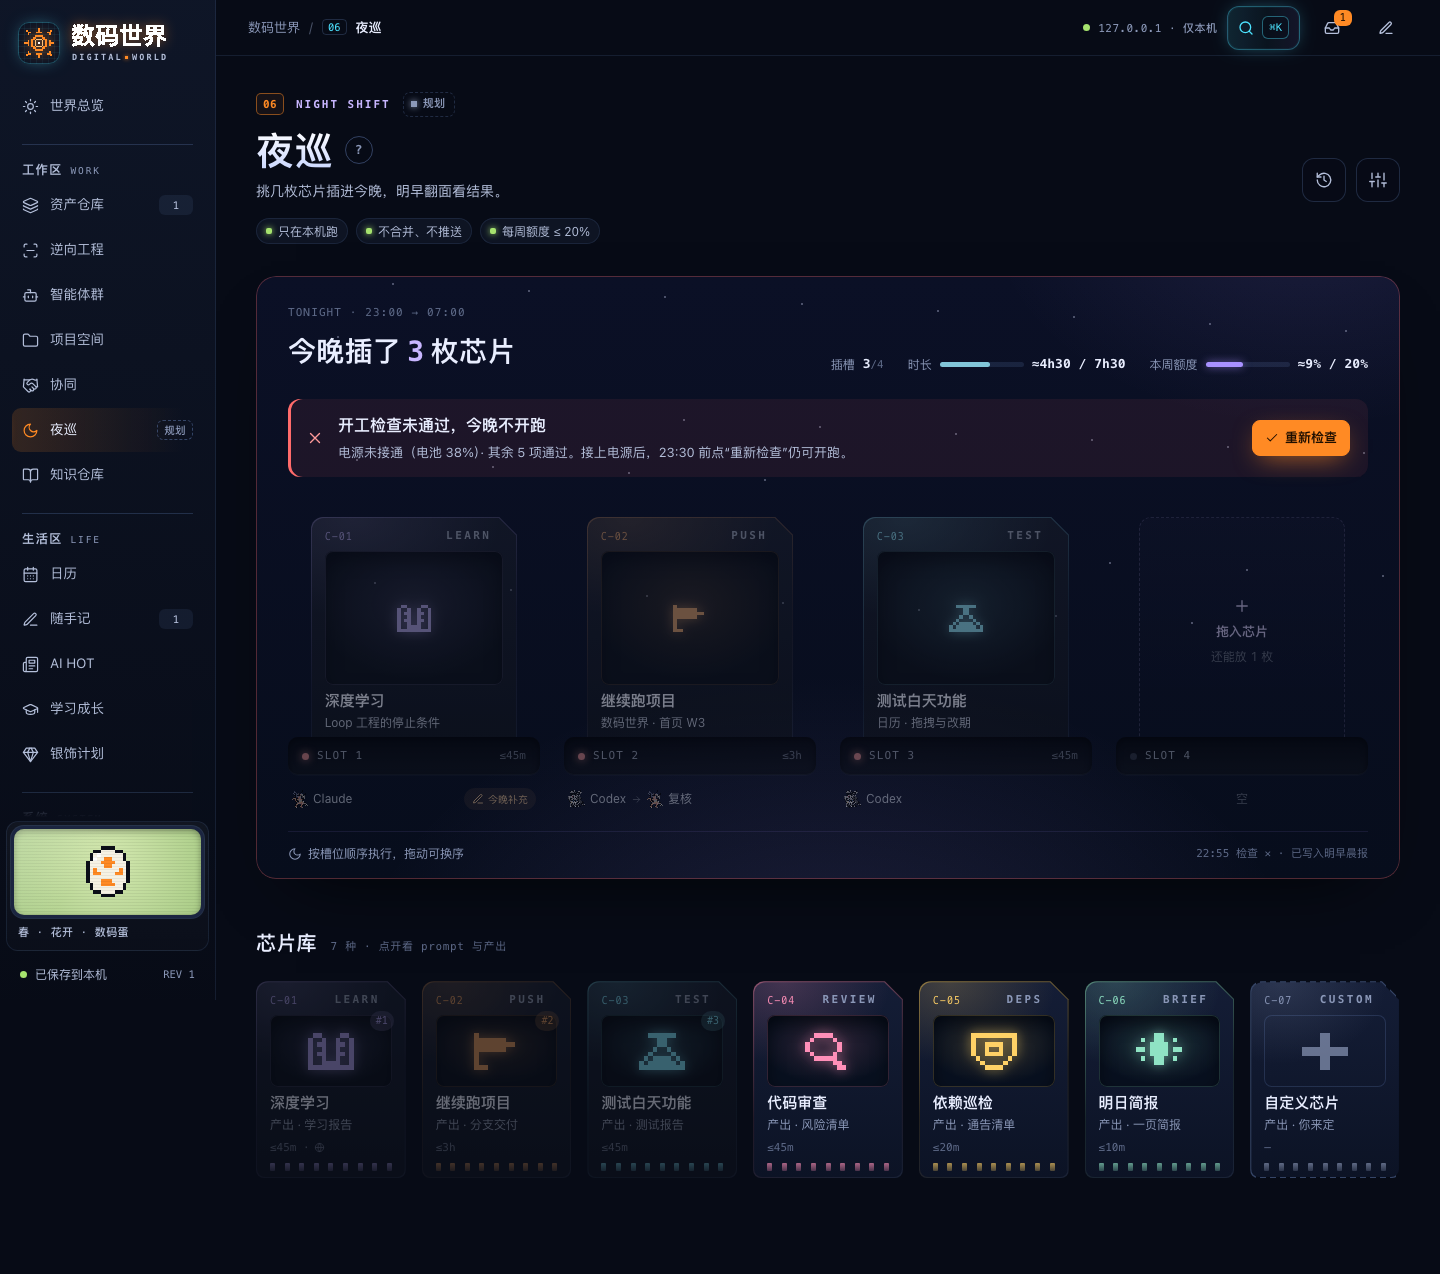 数码世界
DIGITAL WORLD
世界总览
工作区 WORK
资产仓库 1
逆向工程
智能体群
项目空间
协同
夜巡 规划
知识仓库
生活区 LIFE
日历
随手记 1
AI HOT
学习成长
银饰计划
春 · 花开 · 数码蛋
已保存到本机 REV 1
数码世界 / 06 夜巡
127.0.0.1 · 仅本机 ⌘K 1
06 NIGHT SHIFT 规划
夜巡 ?
挑几枚芯片插进今晚，明早翻面看结果。
只在本机跑 不合并、不推送 每周额度 ≤ 20%
TONIGHT · 23:00 → 07:00
今晚插了 3 枚芯片
插槽 3/4 时长 ≈4h30 / 7h30 本周额度 ≈9% / 20%
开工检查未通过，今晚不开跑
电源未接通（电池 38%）· 其余 5 项通过。接上电源后，23:30 前点“重新检查”仍可开跑。
重新检查
C-01 LEARN
深度学习
Loop 工程的停止条件
SLOT 1 ≤45m
Claude 今晚补充
C-02 PUSH
继续跑项目
数码世界 · 首页 W3
SLOT 2 ≤3h
Codex → 复核
C-03 TEST
测试白天功能
日历 · 拖拽与改期
SLOT 3 ≤45m
Codex
拖入芯片
还能放 1 枚
SLOT 4
空
按槽位顺序执行，拖动可换序
22:55 检查 × · 已写入明早晨报
芯片库 7 种 · 点开看 prompt 与产出
C-01 LEARN
#1
深度学习
产出 · 学习报告
≤45m ·
C-02 PUSH
#2
继续跑项目
产出 · 分支交付
≤3h
C-03 TEST
#3
测试白天功能
产出 · 测试报告
≤45m
C-04 REVIEW
代码审查
产出 · 风险清单
≤45m
C-05 DEPS
依赖巡检
产出 · 通告清单
≤20m
C-06 BRIEF
明日简报
产出 · 一页简报
≤10m
C-07 CUSTOM
自定义芯片
产出 · 你来定
—